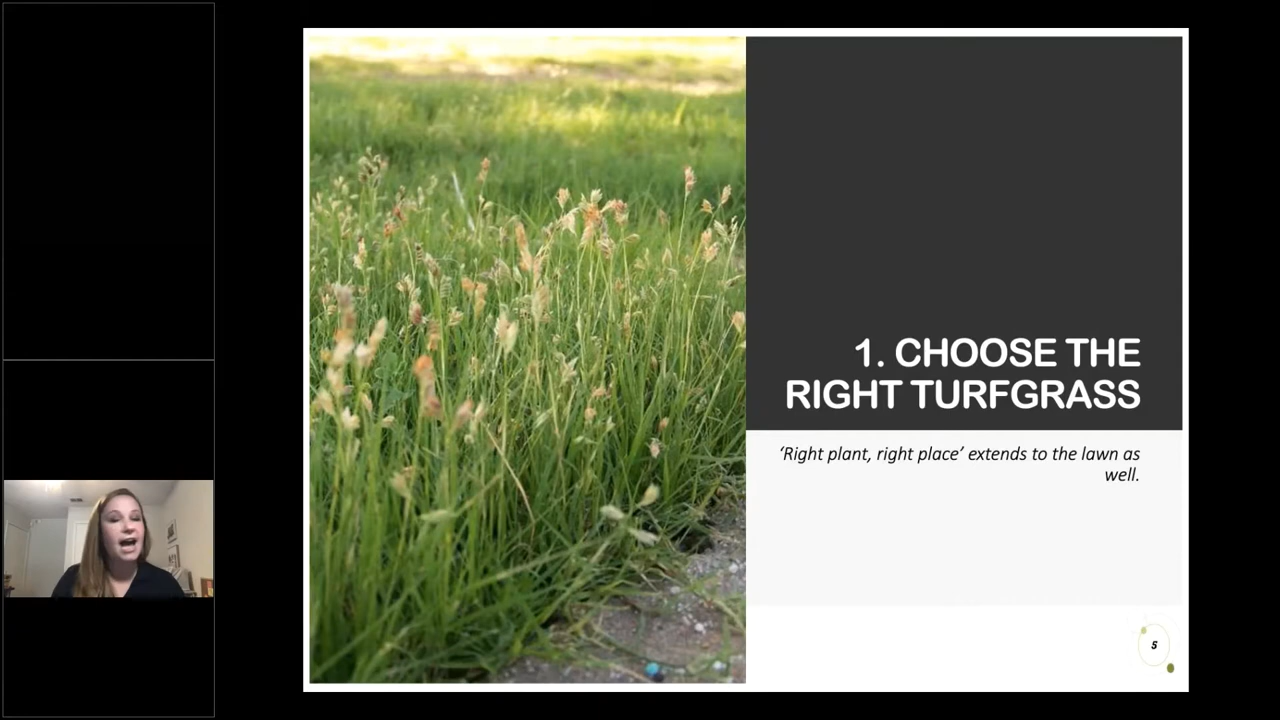 1. CHOOSE THE
RIGHT TURFGRASS
‘Right plant, right place’ extends to the lawn as
well.
5